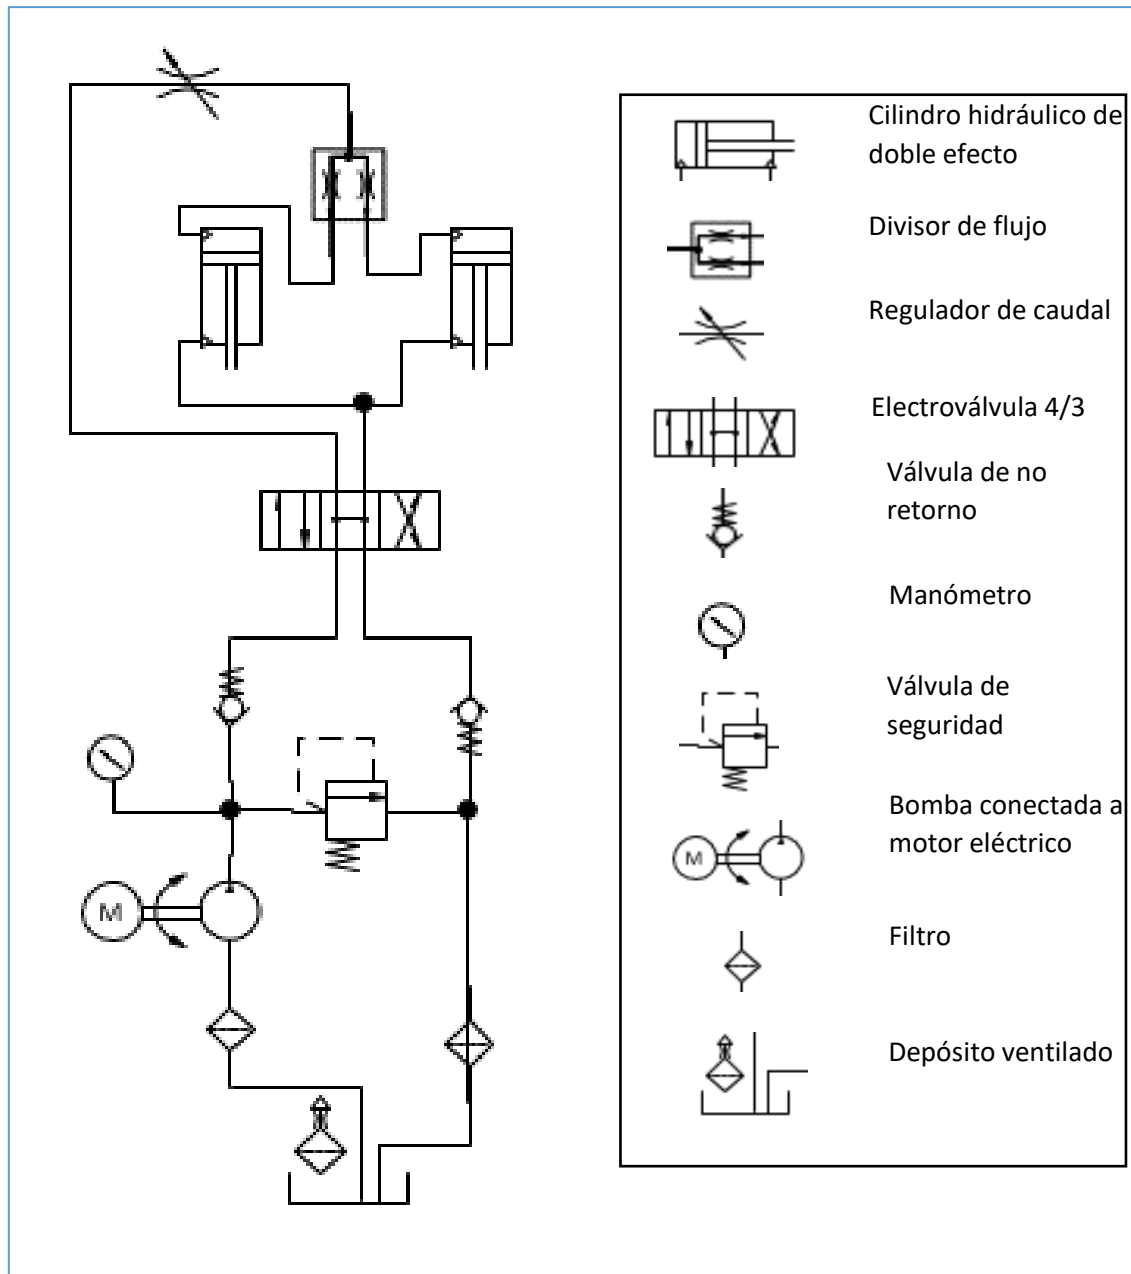 Cilindro hidráulico de
doble efecto
Divisor de flujo
Regulador de caudal
Electroválvula 4/3
Válvula de no
retorno
Manómetro
Válvula de
seguridad
Bomba conectada a
motor eléctrico
M
M
Filtro
Depósito ventilado